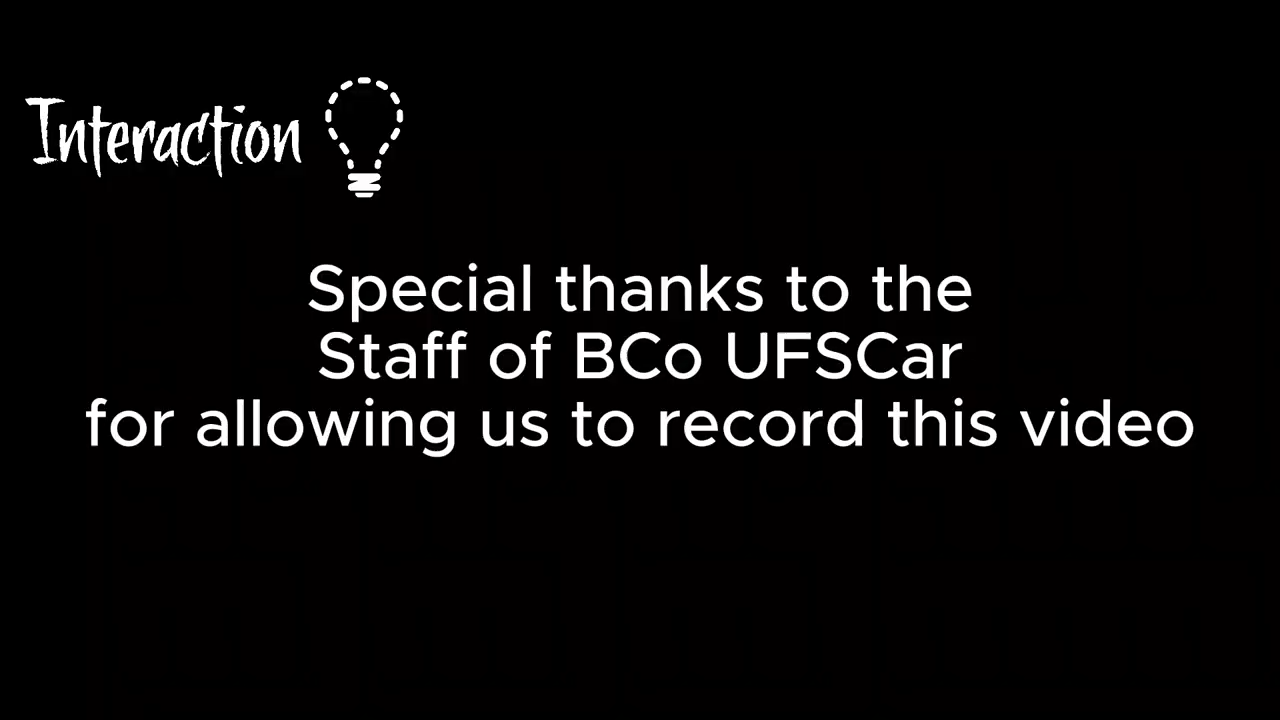 Interaction
Special thanks to the
Staff of BCo UFSCar
for allowing us to record this video